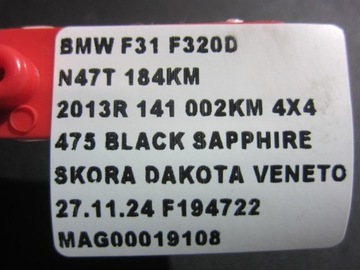 BMW F31 F320D
N47T 184KM
2013R 141 002KM 4X4
475 BLACK SAPPHIRE
SKORA DAKOTA VENETO
27.11.24 F194722
MAG00019108